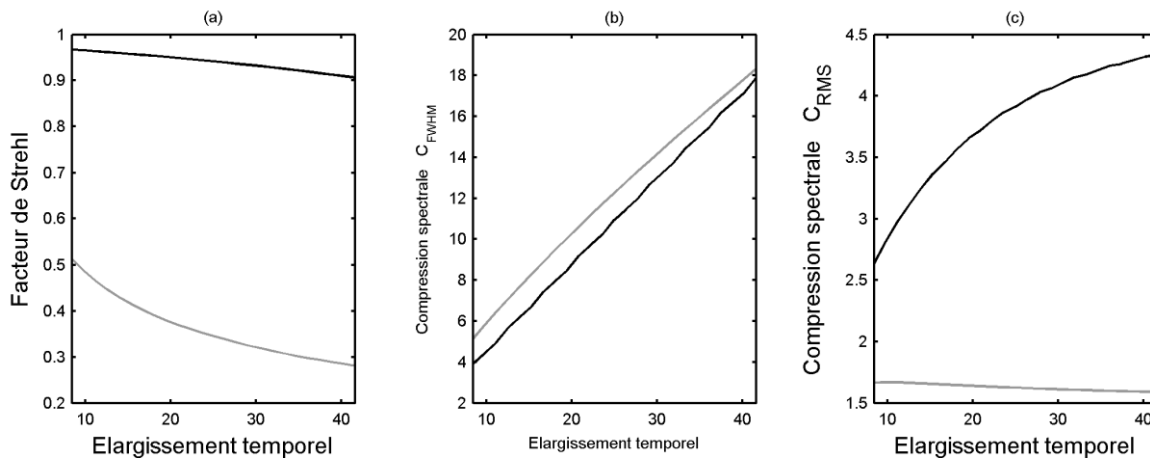 (a)
Facteur de Strehl
1
0.9
0.8
0.7
0.6
0.5
0.4
0.3
0.2
10 20 30 40
Elargissement temporel
(b)
Compression spectrale C_FWHM
20
18
16
14
12
10
8
6
4
2
10 20 30 40
Elargissement temporel
(c)
Compression spectrale C_RMS
4.5
4
3.5
3
2.5
2
1.5
10 20 30 40
Elargissement temporel